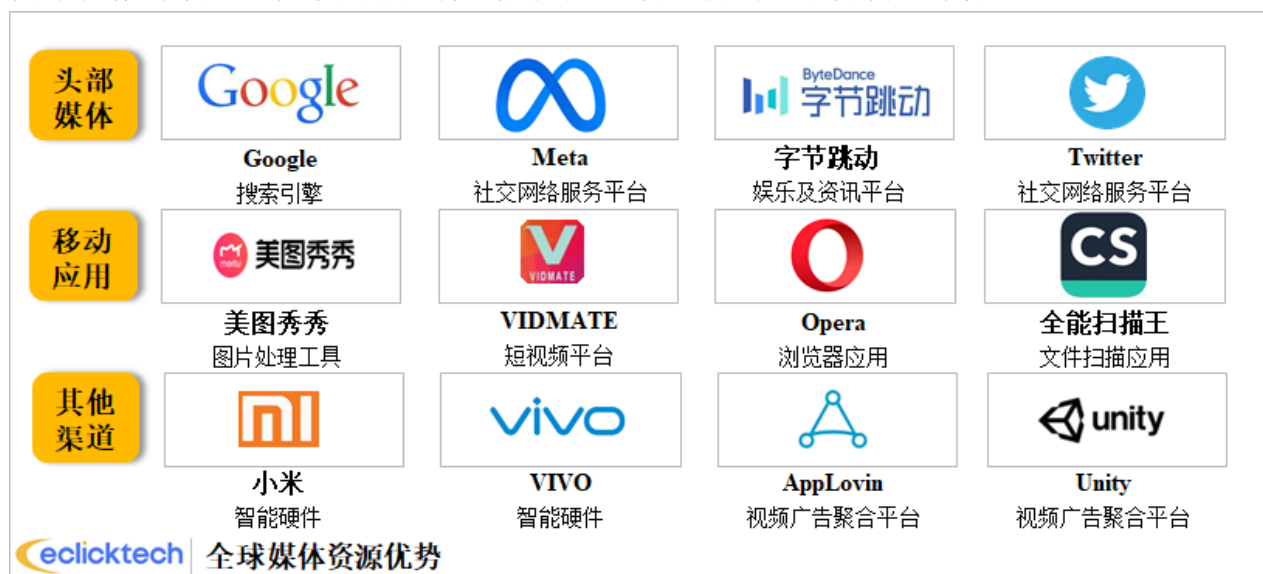 头部
媒体
Google
ByteDance
字节跳动
Google
Meta
字节跳动
Twitter
搜索引擎
社交网络服务平台
娱乐及资讯平台
社交网络服务平台
移动
应用
meitu
美图秀秀
VIDMATE
CS
美图秀秀
VIDMATE
Opera
全能扫描王
图片处理工具
短视频平台
浏览器应用
文件扫描应用
其他
渠道
mi
vivo
unity
小米
VIVO
AppLovin
Unity
智能硬件
智能硬件
视频广告聚合平台
视频广告聚合平台
eclicktech 全球媒体资源优势